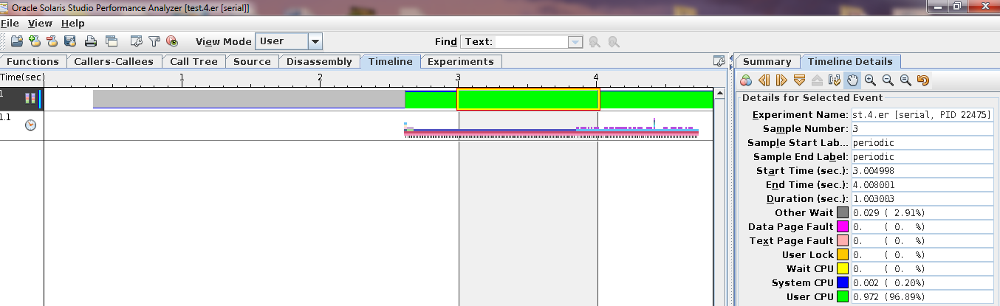 Oracle Solaris Studio Performance Analyzer [test.4.er [serial]]
File View Help
View Mode User Find Text:
Functions Callers-Callees Call Tree Source Disassembly Timeline Experiments Summary Timeline Details
Time(sec) 1 2 3 4
1
1.1
Details for Selected Event
Experiment Name: st.4.er [serial, PID 22475]
Sample Number: 3
Sample Start Lab... periodic
Sample End Label: periodic
Start Time (sec.): 3.004998
End Time (sec.): 4.008001
Duration (sec.): 1.003003
Other Wait 0.029 ( 2.91%)
Data Page Fault 0. ( 0. %)
Text Page Fault 0. ( 0. %)
User Lock 0. ( 0. %)
Wait CPU 0. ( 0. %)
System CPU 0.002 ( 0.20%)
User CPU 0.972 (96.89%)